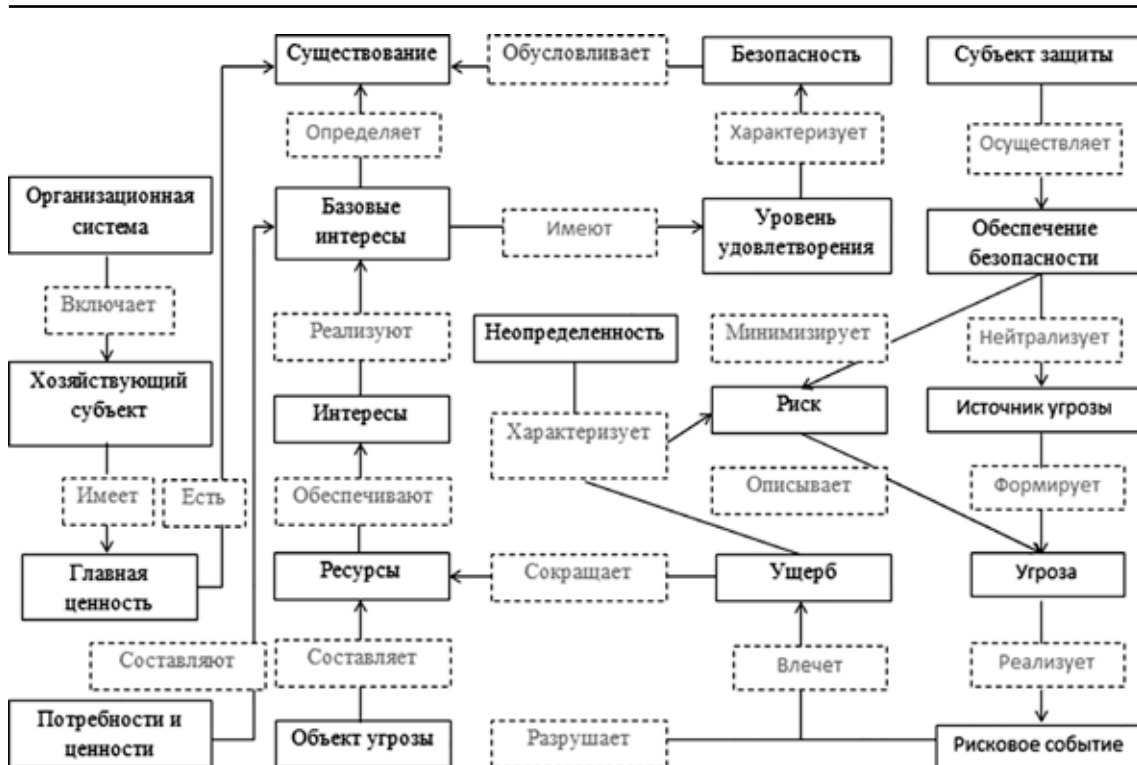 Существование
Обусловливает
Безопасность
Субъект защиты
Определяет
Характеризует
Осуществляет
Организационная
система
Базовые
интересы
Имеют
Уровень
удовлетворения
Обеспечение
безопасности
Включает
Реализуют
Неопределенность
Минимизирует
Нейтрализует
Хозяйствующий
субъект
Интересы
Характеризует
Риск
Источник угрозы
Имеет
Есть
Обеспечивают
Описывает
Формирует
Главная
ценность
Ресурсы
Сокращает
Ущерб
Угроза
Составляют
Составляет
Влечет
Реализует
Потребности и
ценности
Объект угрозы
Разрушает
Рисковое событие